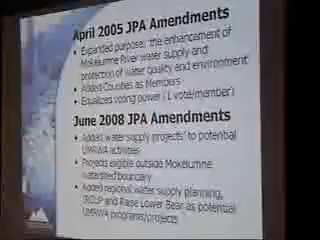 April 2005 JPA Amendments
• Expanded purpose: the enhancement of
Mokelumne River water supply and
protection of water quality and environment
• Added Counties as Members
• Equalized voting power (1 vote/member)
June 2008 JPA Amendments
• Added water supply projects to potential
UMRWA activities
• Projects eligible outside Mokelumne
watershed boundary
• Added regional water supply planning,
IRCUP and Raise Lower Bear as potential
UMRWA programs/projects